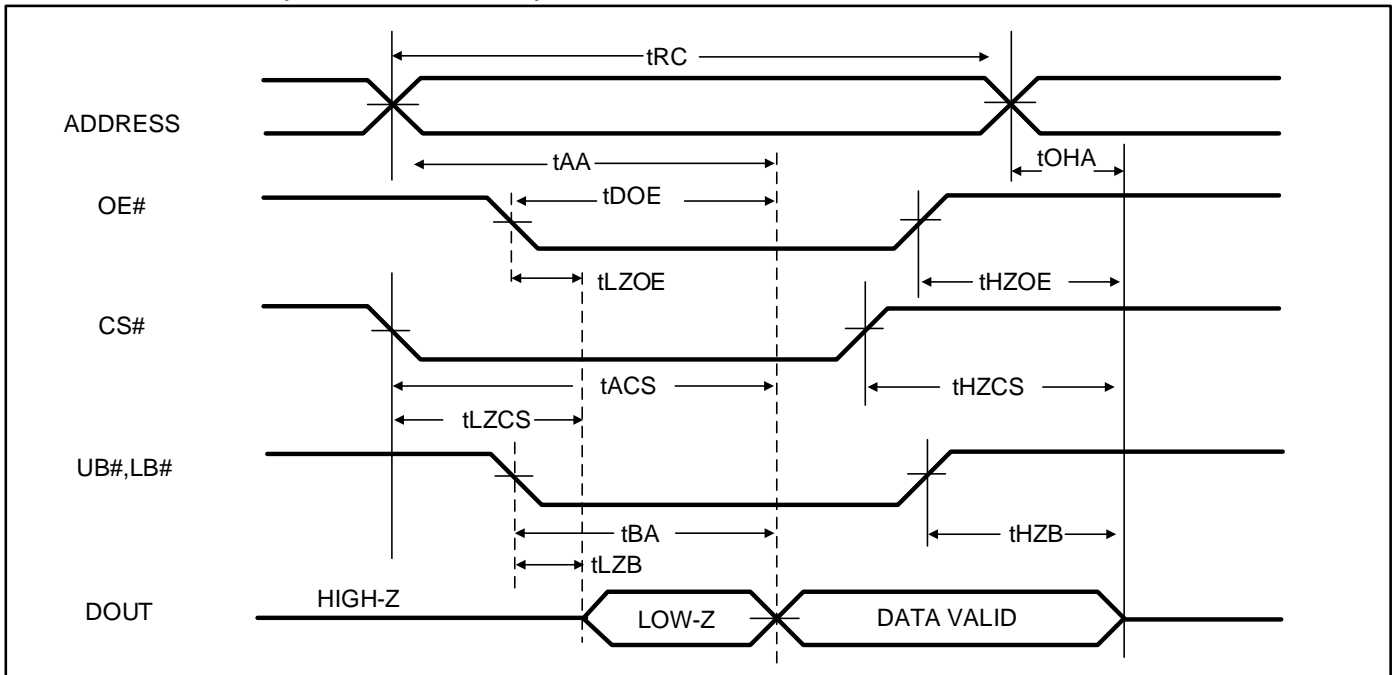 tRC
ADDRESS
tAA
tOHA
OE#
tDOE
tLZOE
tHZOE
CS#
tACS
tHZCS
tLZCS
UB#,LB#
tBA
tHZB
tLZB
HIGH-Z
DOUT
LOW-Z
DATA VALID